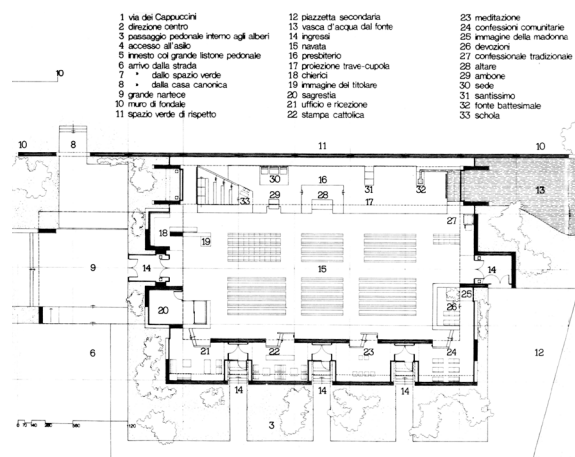 1 via dei Cappuccini
2 direzione centro
3 passaggio pedonale interno agli alberi
4 accesso all'asilo
5 innesto col grande listone pedonale
6 arrivo dalla strada
7 " dallo spazio verde
8 " dalla casa canonica
9 grande nartece
10 muro di fondale
11 spazio verde di rispetto
12 piazzetta secondaria
13 vasca d'acqua dal fonte
14 ingressi
15 navata
16 presbiterio
17 proiezione trave-cupola
18 chierici
19 immagine del titolare
20 sagrestia
21 ufficio e ricezione
22 stampa cattolica
23 meditazione
24 confessioni comunitarie
25 immagine della madonna
26 devozioni
27 confessionale tradizionale
28 altare
29 ambone
30 sede
31 santissimo
32 fonte battesimale
33 schola
10
10 8 11 10
30 16 31 32 13
33 29 28 17
18 19 27
9 14 15 14
25
20 26
6 21 22 23 24 12
14 14 14
3